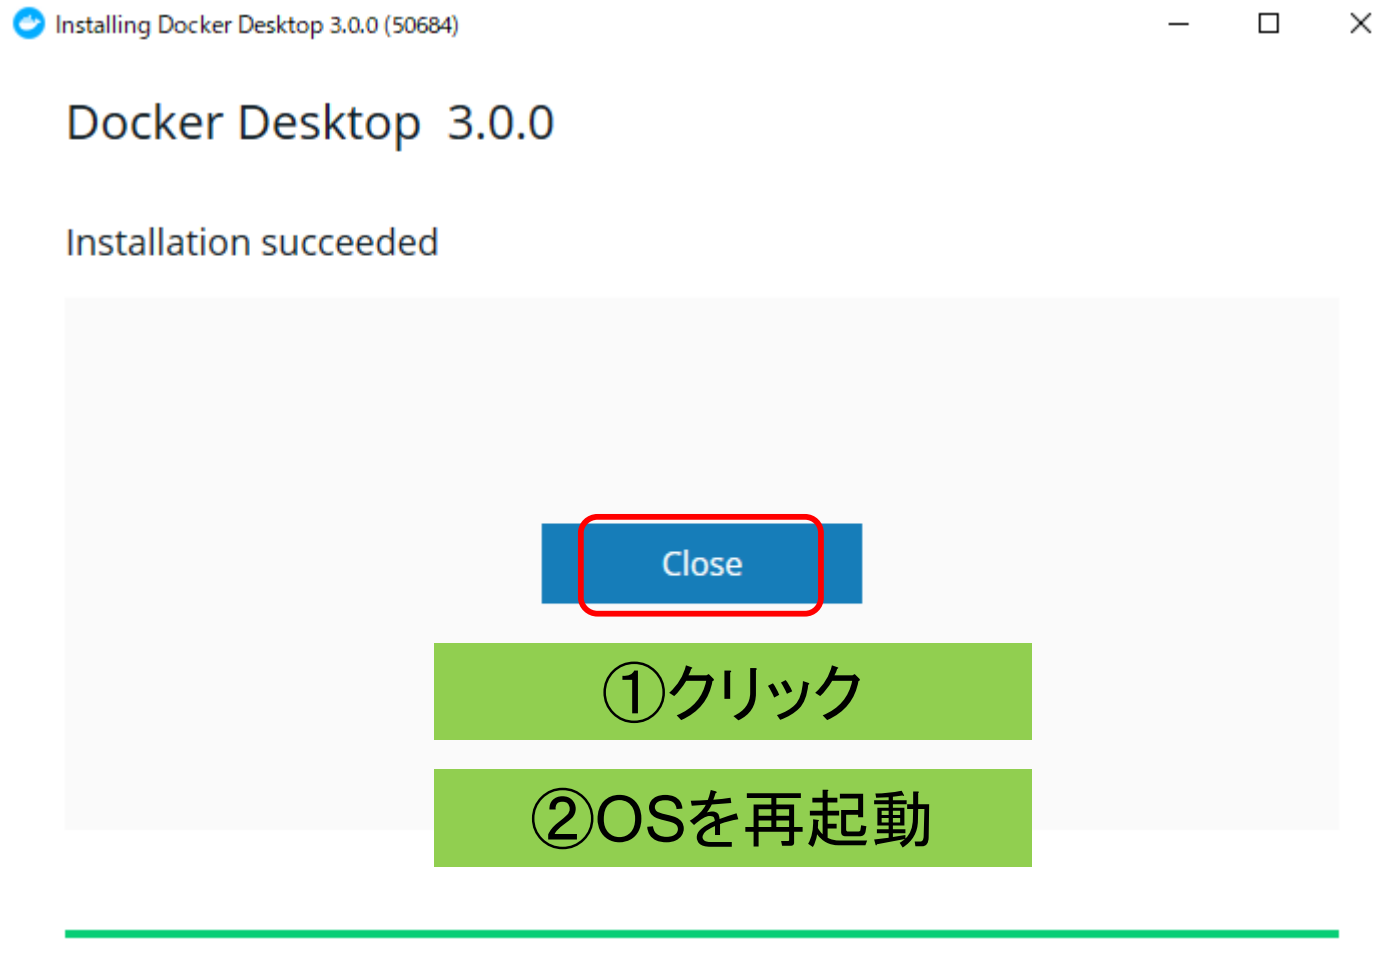 Installing Docker Desktop 3.0.0 (50684)
Docker Desktop 3.0.0
Installation succeeded
Close
①クリック
②OSを再起動